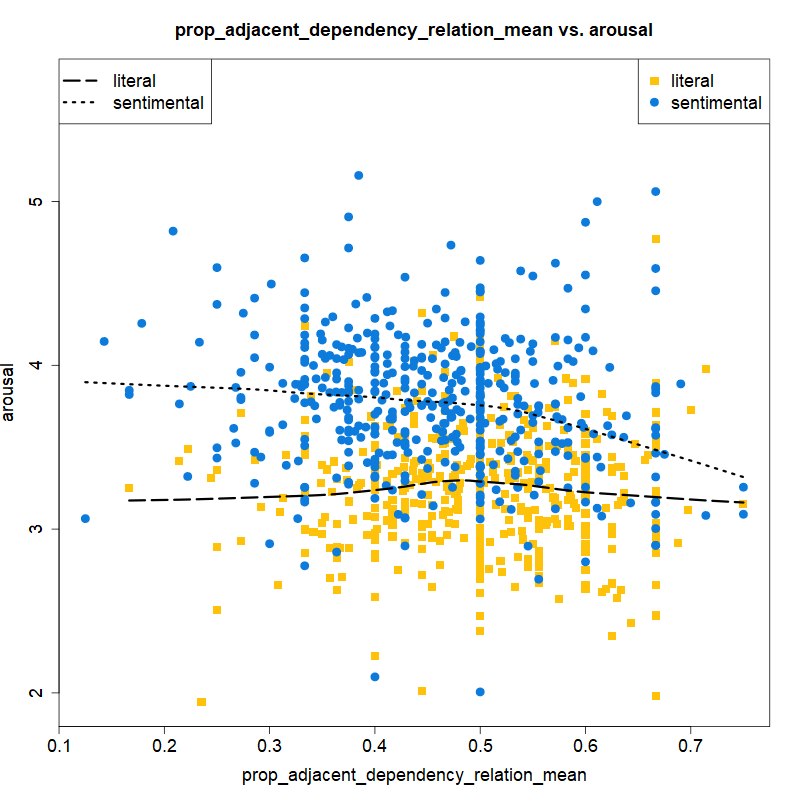 prop_adjacent_dependency_relation_mean vs. arousal
literal
sentimental
literal
sentimental
arousal
5
4
3
2
0.1 0.2 0.3 0.4 0.5 0.6 0.7
prop_adjacent_dependency_relation_mean